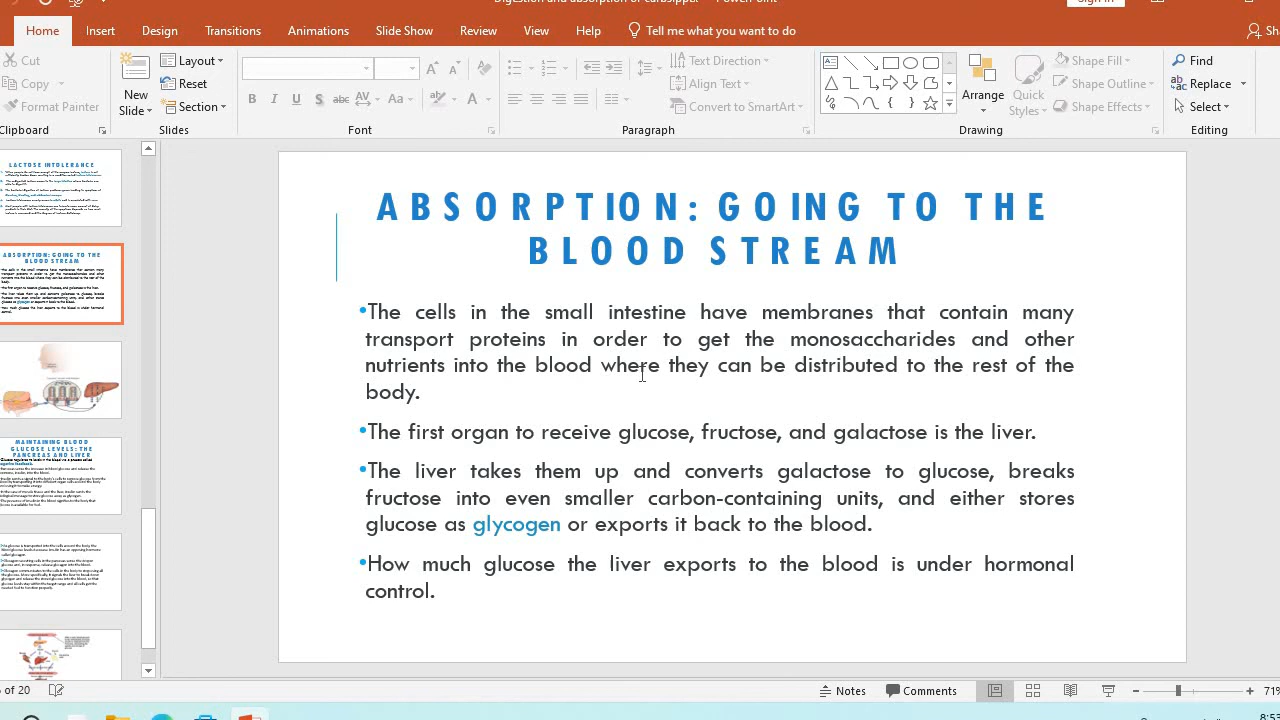 Home Insert Design Transitions Animations Slide Show Review View Help Tell me what you want to do
Cut
Copy
Format Painter
Clipboard
New Slide
Layout
Reset
Section
Slides
Font
Text Direction
Align Text
Convert to SmartArt
Paragraph
Arrange
Quick Styles
Shape Fill
Shape Outline
Shape Effects
Drawing
Find
Replace
Select
Editing
LACTOSE INTOLERANCE
ABSORPTION: GOING TO THE
BLOOD STREAM
MAINTAINING BLOOD
GLUCOSE LEVELS: THE
PANCREAS AND LIVER
ABSORPTION: GOING TO THE
BLOOD STREAM
•The cells in the small intestine have membranes that contain many
transport proteins in order to get the monosaccharides and other
nutrients into the blood where they can be distributed to the rest of the
body.
•The first organ to receive glucose, fructose, and galactose is the liver.
•The liver takes them up and converts galactose to glucose, breaks
fructose into even smaller carbon-containing units, and either stores
glucose as glycogen or exports it back to the blood.
•How much glucose the liver exports to the blood is under hormonal
control.
of 20
Notes Comments
71%